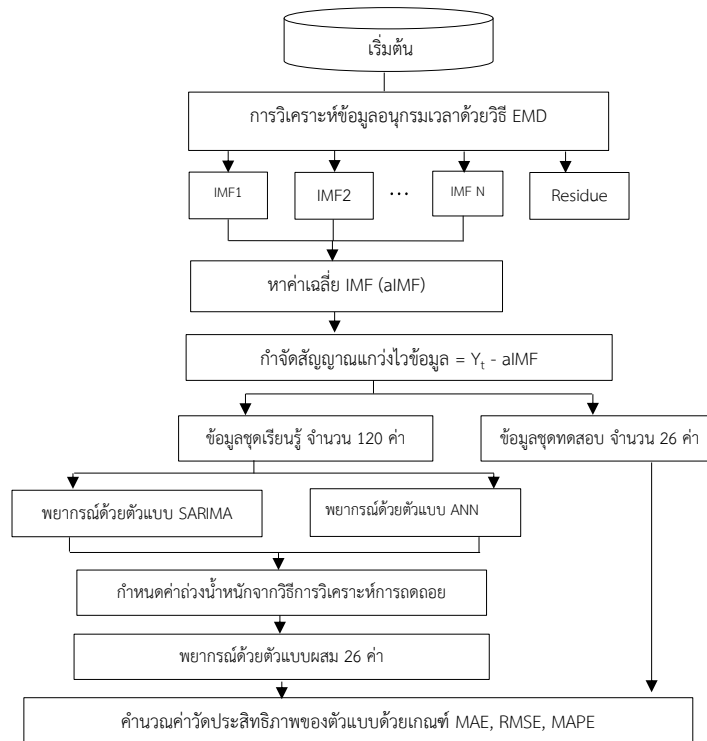 เริ่มต้น
การวิเคราะห์ข้อมูลอนุกรมเวลาด้วยวิธี EMD
IMF1
IMF2
...
IMF N
Residue
หาค่าเฉลี่ย IMF (aIMF)
กำจัดสัญญาณแกว่งไวข้อมูล = Yt - aIMF
ข้อมูลชุดเรียนรู้ จำนวน 120 ค่า
ข้อมูลชุดทดสอบ จำนวน 26 ค่า
พยากรณ์ด้วยตัวแบบ SARIMA
พยากรณ์ด้วยตัวแบบ ANN
กำหนดค่าถ่วงน้ำหนักจากวิธีการวิเคราะห์การถดถอย
พยากรณ์ด้วยตัวแบบผสม 26 ค่า
คำนวณค่าวัดประสิทธิภาพของตัวแบบด้วยเกณฑ์ MAE, RMSE, MAPE